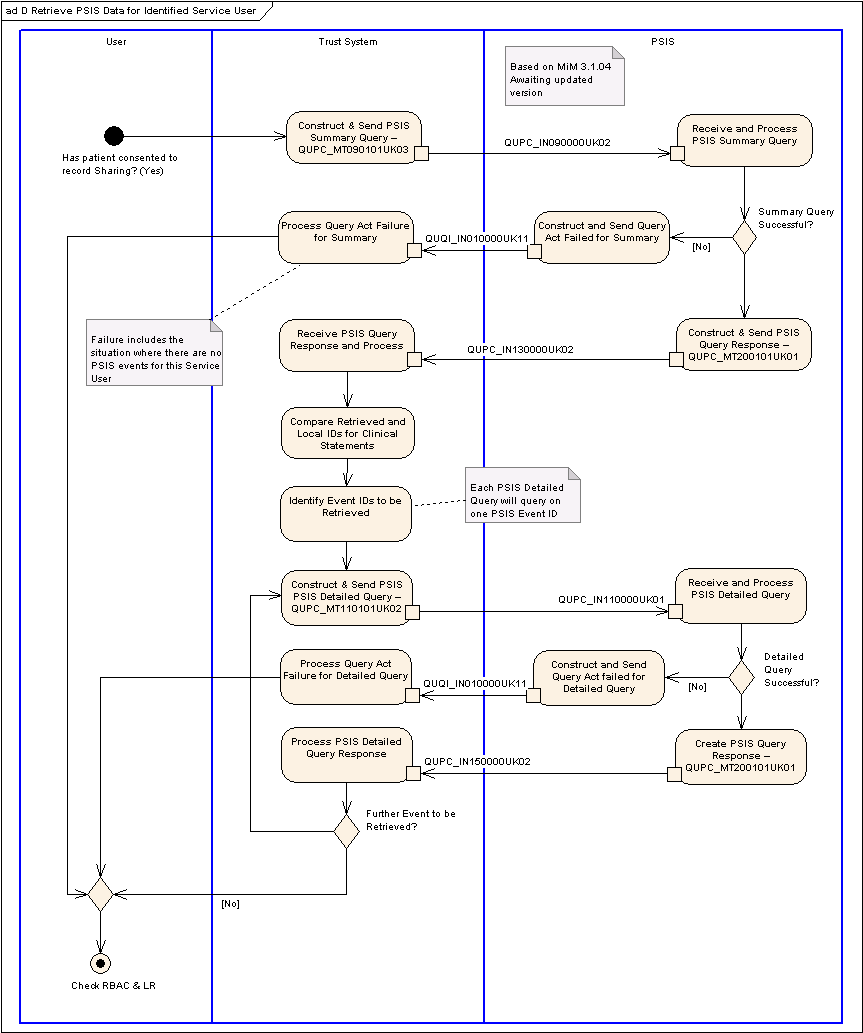 ad D Retrieve PSIS Data for Identified Service User
User
Trust System
PSIS
Based on MiM 3.1.04
Awaiting updated
version
Has patient consented to
record Sharing? (Yes)
Construct & Send PSIS
Summary Query –
QUPC_MT090101UK03
QUPC_IN090000UK02
Receive and Process
PSIS Summary Query
Summary Query
Successful?
[No]
Construct and Send Query
Act Failed for Summary
QUQI_IN010000UK11
Process Query Act Failure
for Summary
Failure includes the
situation where there are no
PSIS events for this Service
User
Construct & Send PSIS
Query Response –
QUPC_MT200101UK01
QUPC_IN130000UK02
Receive PSIS Query
Response and Process
Compare Retrieved and
Local IDs for Clinical
Statements
Identify Event IDs to be
Retrieved
Each PSIS Detailed
Query will query on
one PSIS Event ID
Construct & Send PSIS
PSIS Detailed Query –
QUPC_MT110101UK02
QUPC_IN110000UK01
Receive and Process
PSIS Detailed Query
Detailed
Query
Successful?
[No]
Construct and Send
Query Act failed for
Detailed Query
QUQI_IN010000UK11
Process Query Act
Failure for Detailed Query
Create PSIS Query
Response –
QUPC_MT200101UK01
QUPC_IN150000UK02
Process PSIS Detailed
Query Response
Further Event to be
Retrieved?
[No]
Check RBAC & LR